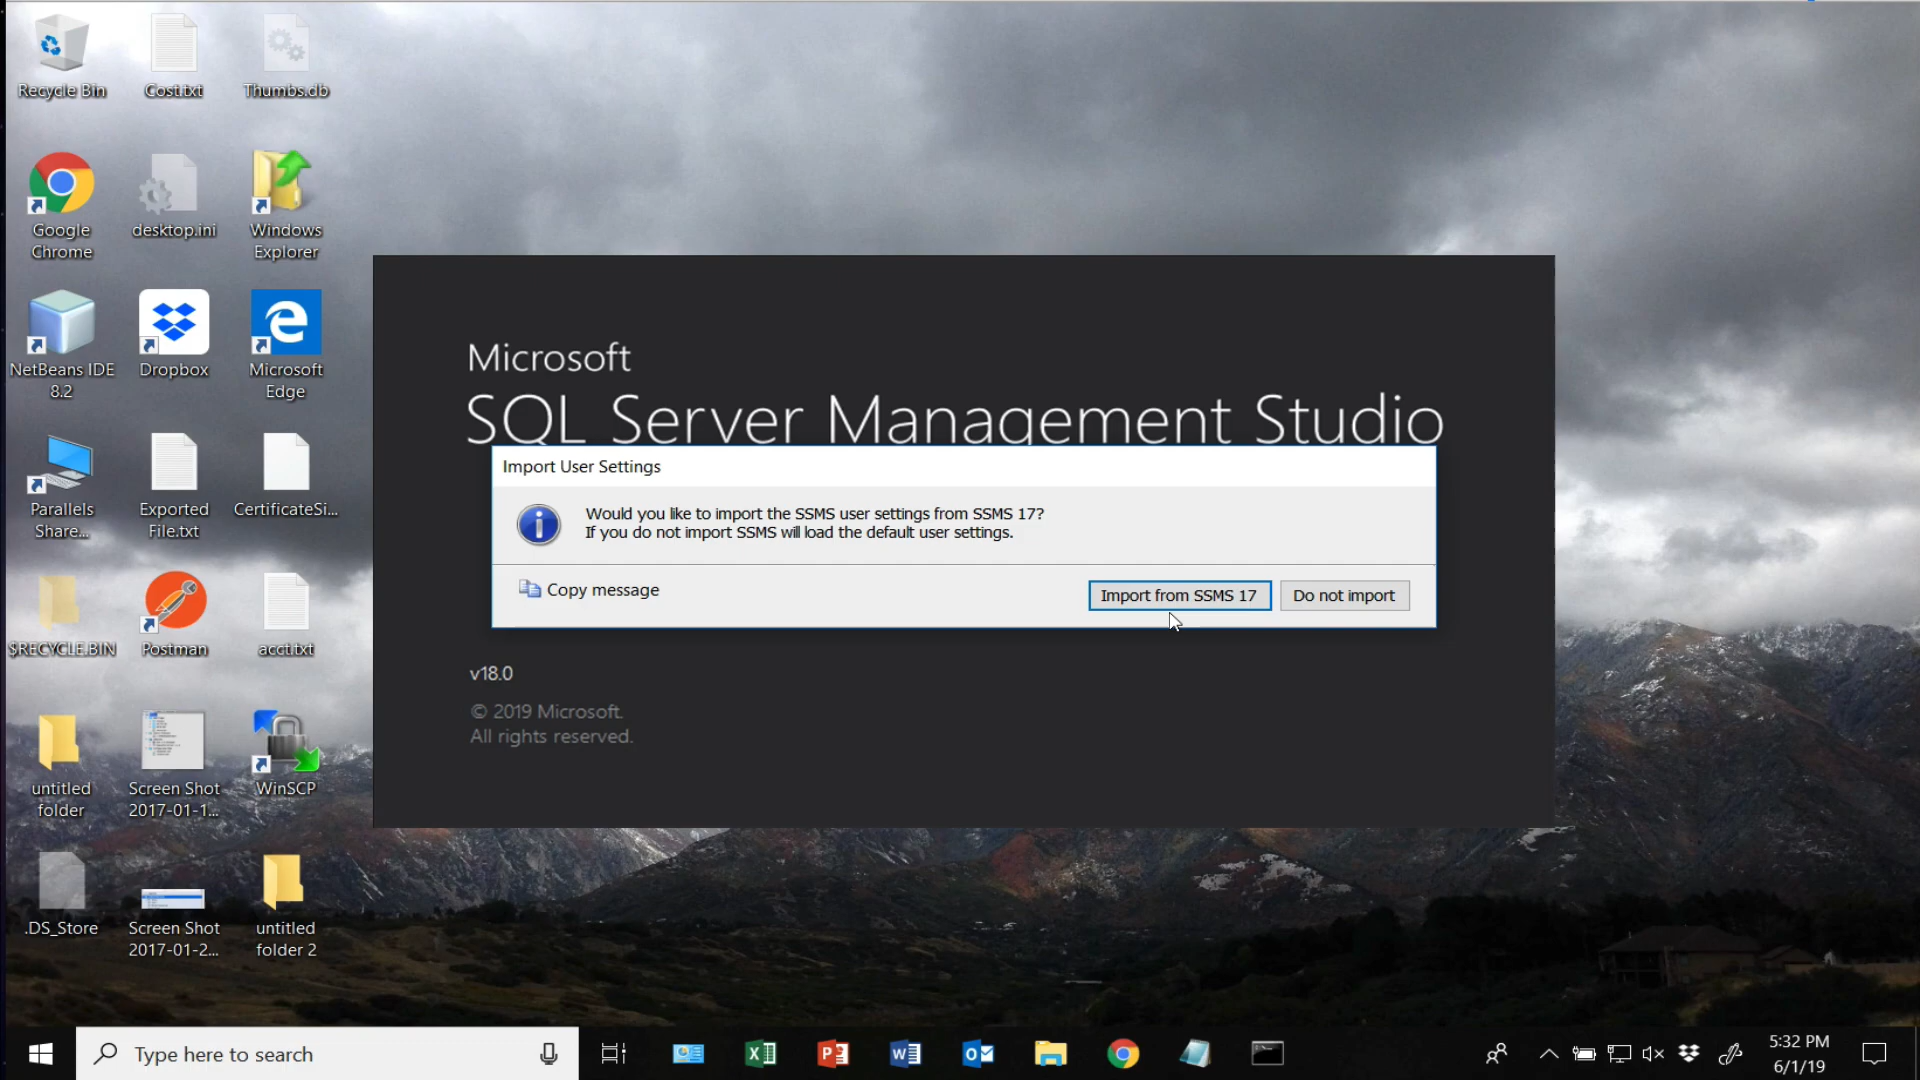 Recycle Bin
Cost.txt
Thumbs.db
Google
Chrome
desktop.ini
Windows
Explorer
NetBeans IDE
8.2
Dropbox
Microsoft
Edge
Parallels
Share...
Exported
File.txt
CertificateSi...
$RECYCLE.BIN
Postman
acct.txt
untitled
folder
Screen Shot
2017-01-1...
WinSCP
.DS_Store
Screen Shot
2017-01-2...
untitled
folder 2
Microsoft
SQL Server Management Studio
Import User Settings
Would you like to import the SSMS user settings from SSMS 17?
If you do not import SSMS will load the default user settings.
Copy message
Import from SSMS 17
Do not import
v18.0
© 2019 Microsoft.
All rights reserved.
Type here to search
5:32 PM
6/1/19